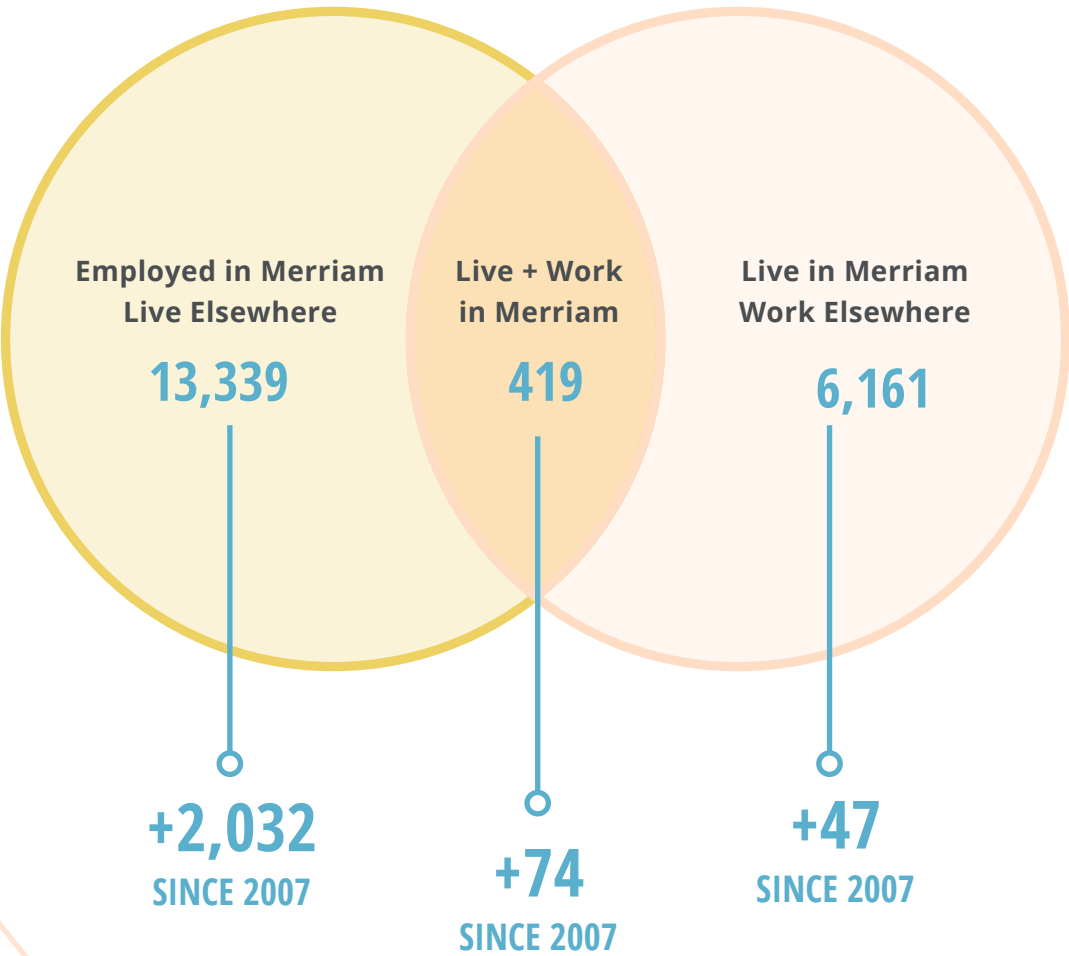 Employed in Merriam
Live Elsewhere
13,339
Live + Work
in Merriam
419
Live in Merriam
Work Elsewhere
6,161
+2,032
SINCE 2007
+74
SINCE 2007
+47
SINCE 2007